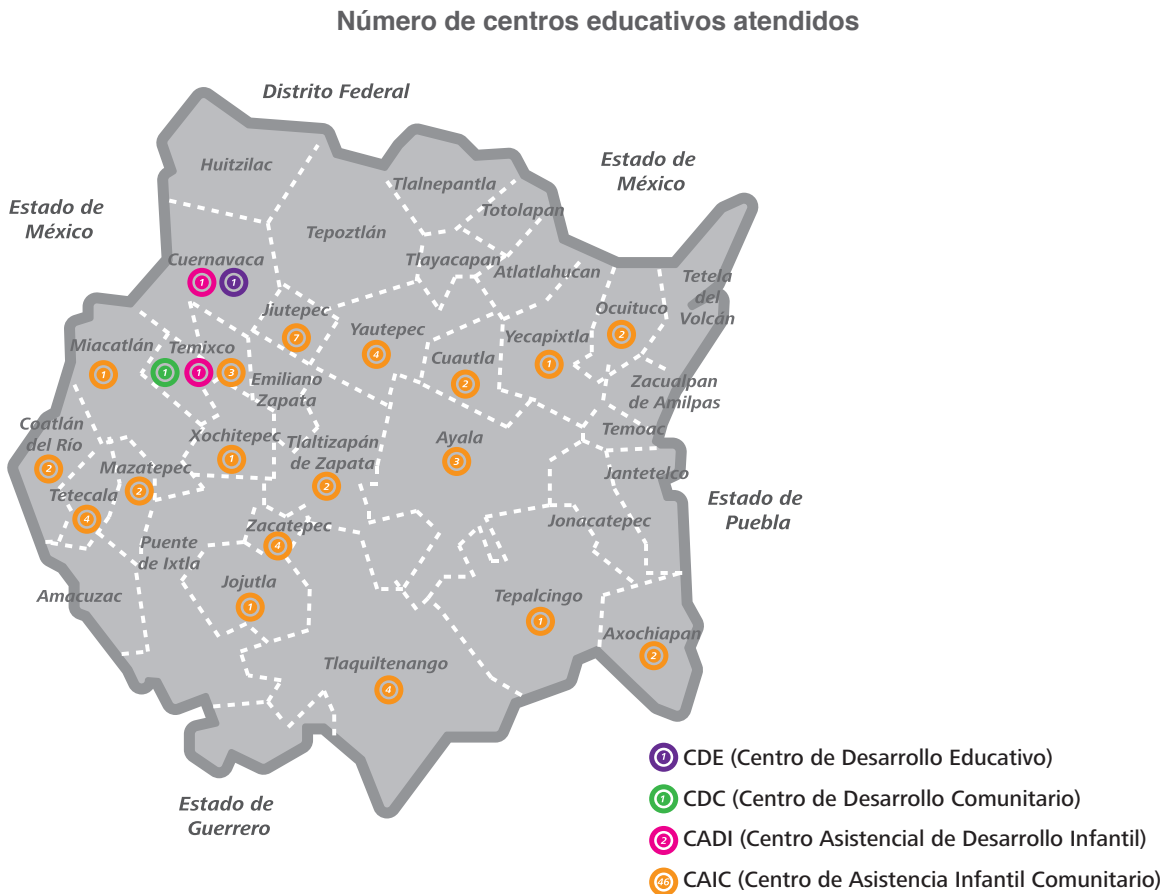 Número de centros educativos atendidos
Distrito Federal
Estado de
México
Huitzilac
Tlalnepantla
Totolapan
Estado de
México
Tepoztlán
Tlayacapan
Atlatlahucan
Cuernavaca
1
1
Tetela
del
Volcán
Jiutepec
7
Yautepec
4
Ocuituco
2
Yecapixtla
1
Cuautla
2
Miacatlán
1
Temixco
1
1
3
Emiliano
Zapata
Zacualpan
de Amilpas
Temoac
Coatlán
del Río
2
Xochitepec
1
Tlaltizapán
de Zapata
2
Ayala
3
Mazatepec
2
Jantetelco
Tetecala
4
Estado de
Puebla
Jonacatepec
Puente
de Ixtla
Zacatepec
4
Amacuzac
Jojutla
1
Tepalcingo
1
Axochiapan
2
Tlaquiltenango
4
Estado de
Guerrero
1 CDE (Centro de Desarrollo Educativo)
1 CDC (Centro de Desarrollo Comunitario)
2 CADI (Centro Asistencial de Desarrollo Infantil)
46 CAIC (Centro de Asistencia Infantil Comunitario)